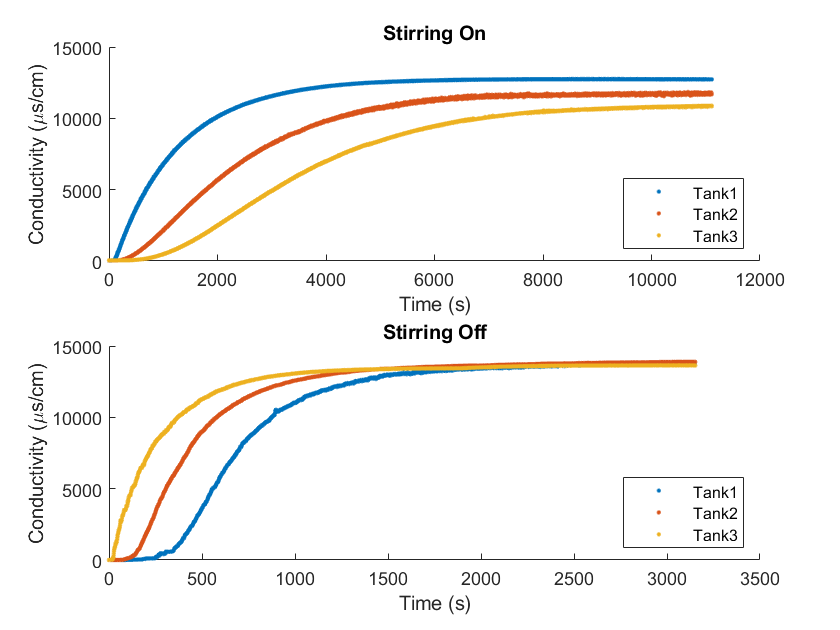 Stirring On
15000
10000
5000
0
Conductivity (μs/cm)
Tank1
Tank2
Tank3
0 2000 4000 6000 8000 10000 12000
Time (s)
Stirring Off
15000
10000
5000
0
Conductivity (μs/cm)
Tank1
Tank2
Tank3
0 500 1000 1500 2000 2500 3000 3500
Time (s)